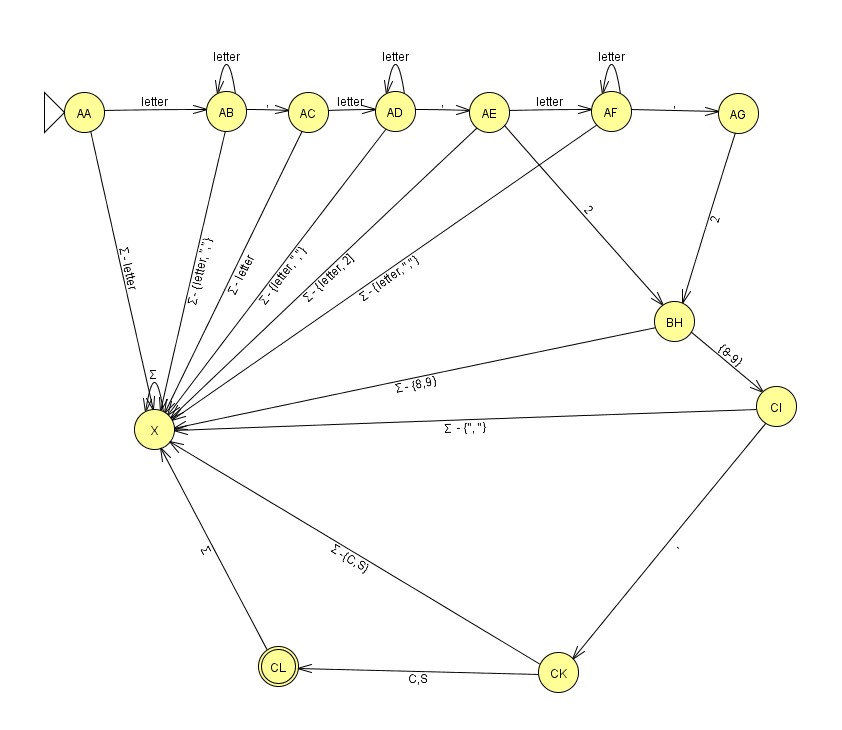 letter letter letter
AA letter AB , AC letter AD , AE letter AF , AG
Σ - letter
Σ - {letter, ","}
Σ - letter
Σ - {letter, ","}
Σ - {letter, 2}
Σ - {letter, ","}
2
2
BH
{8-9}
Σ - {8,9}
CI
Σ
X
Σ - {", "}
Σ
Σ -{C,S}
,
CL
C,S
CK